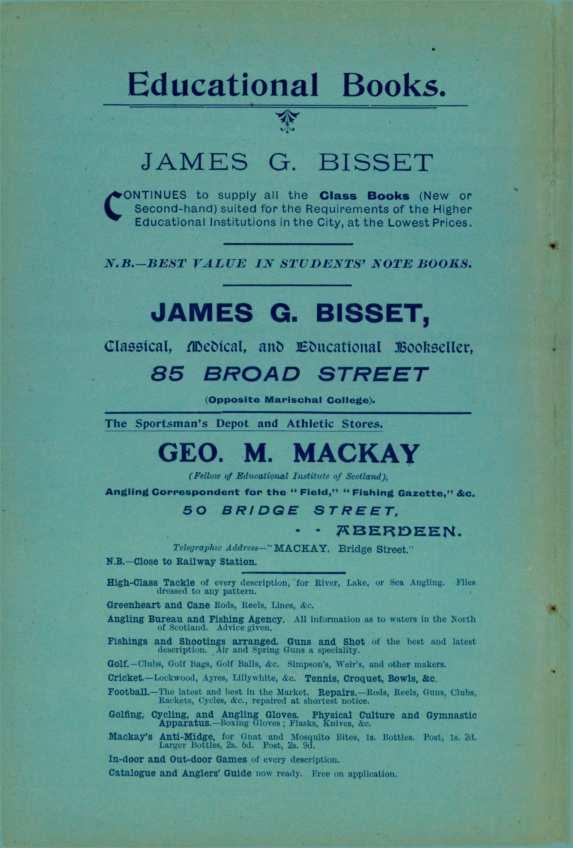 Educational Books.
JAMES G. BISSET
CONTINUES to supply all the Class Books (New or
Second-hand) suited for the Requirements of the Higher
Educational Institutions in the City, at the Lowest Prices.
N.B.—BEST VALUE IN STUDENTS' NOTE BOOKS.
JAMES G. BISSET,
Classical, Medical, and Educational Bookseller,
85 BROAD STREET
(Opposite Marischal College).
The Sportsman's Depot and Athletic Stores.
GEO. M. MACKAY
(Fellow of Educational Institute of Scotland),
Angling Correspondent for the "Field," "Fishing Gazette," &c.
50 BRIDGE STREET,
- - ABERDEEN.
Telegraphic Address—"MACKAY, Bridge Street."
N.B.—Close to Railway Station.
High-Class Tackle of every description, for River, Lake, or Sea Angling. Flies
dressed to any pattern.
Greenheart and Cane Rods, Reels, Lines, &c.
Angling Bureau and Fishing Agency. All information as to waters in the North
of Scotland. Advice given.
Fishings and Shootings arranged. Guns and Shot of the best and latest
description. Air and Spring Guns a speciality.
Golf.—Clubs, Golf Bags, Golf Balls, &c. Simpson's, Weir's, and other makers.
Cricket.—Lockwood, Ayres, Lillywhite, &c. Tennis, Croquet, Bowls, &c.
Football.—The latest and best in the Market. Repairs.—Rods, Reels, Guns, Clubs,
Rackets, Cycles, &c., repaired at shortest notice.
Golfing, Cycling, and Angling Gloves. Physical Culture and Gymnastic
Apparatus.—Boxing Gloves; Flasks, Knives, &c.
Mackay's Anti-Midge, for Gnat and Mosquito Bites, 1s. Bottles. Post, 1s. 2d.
Larger Bottles, 2s. 6d. Post, 2s. 9d.
In-door and Out-door Games of every description.
Catalogue and Anglers' Guide now ready. Free on application.